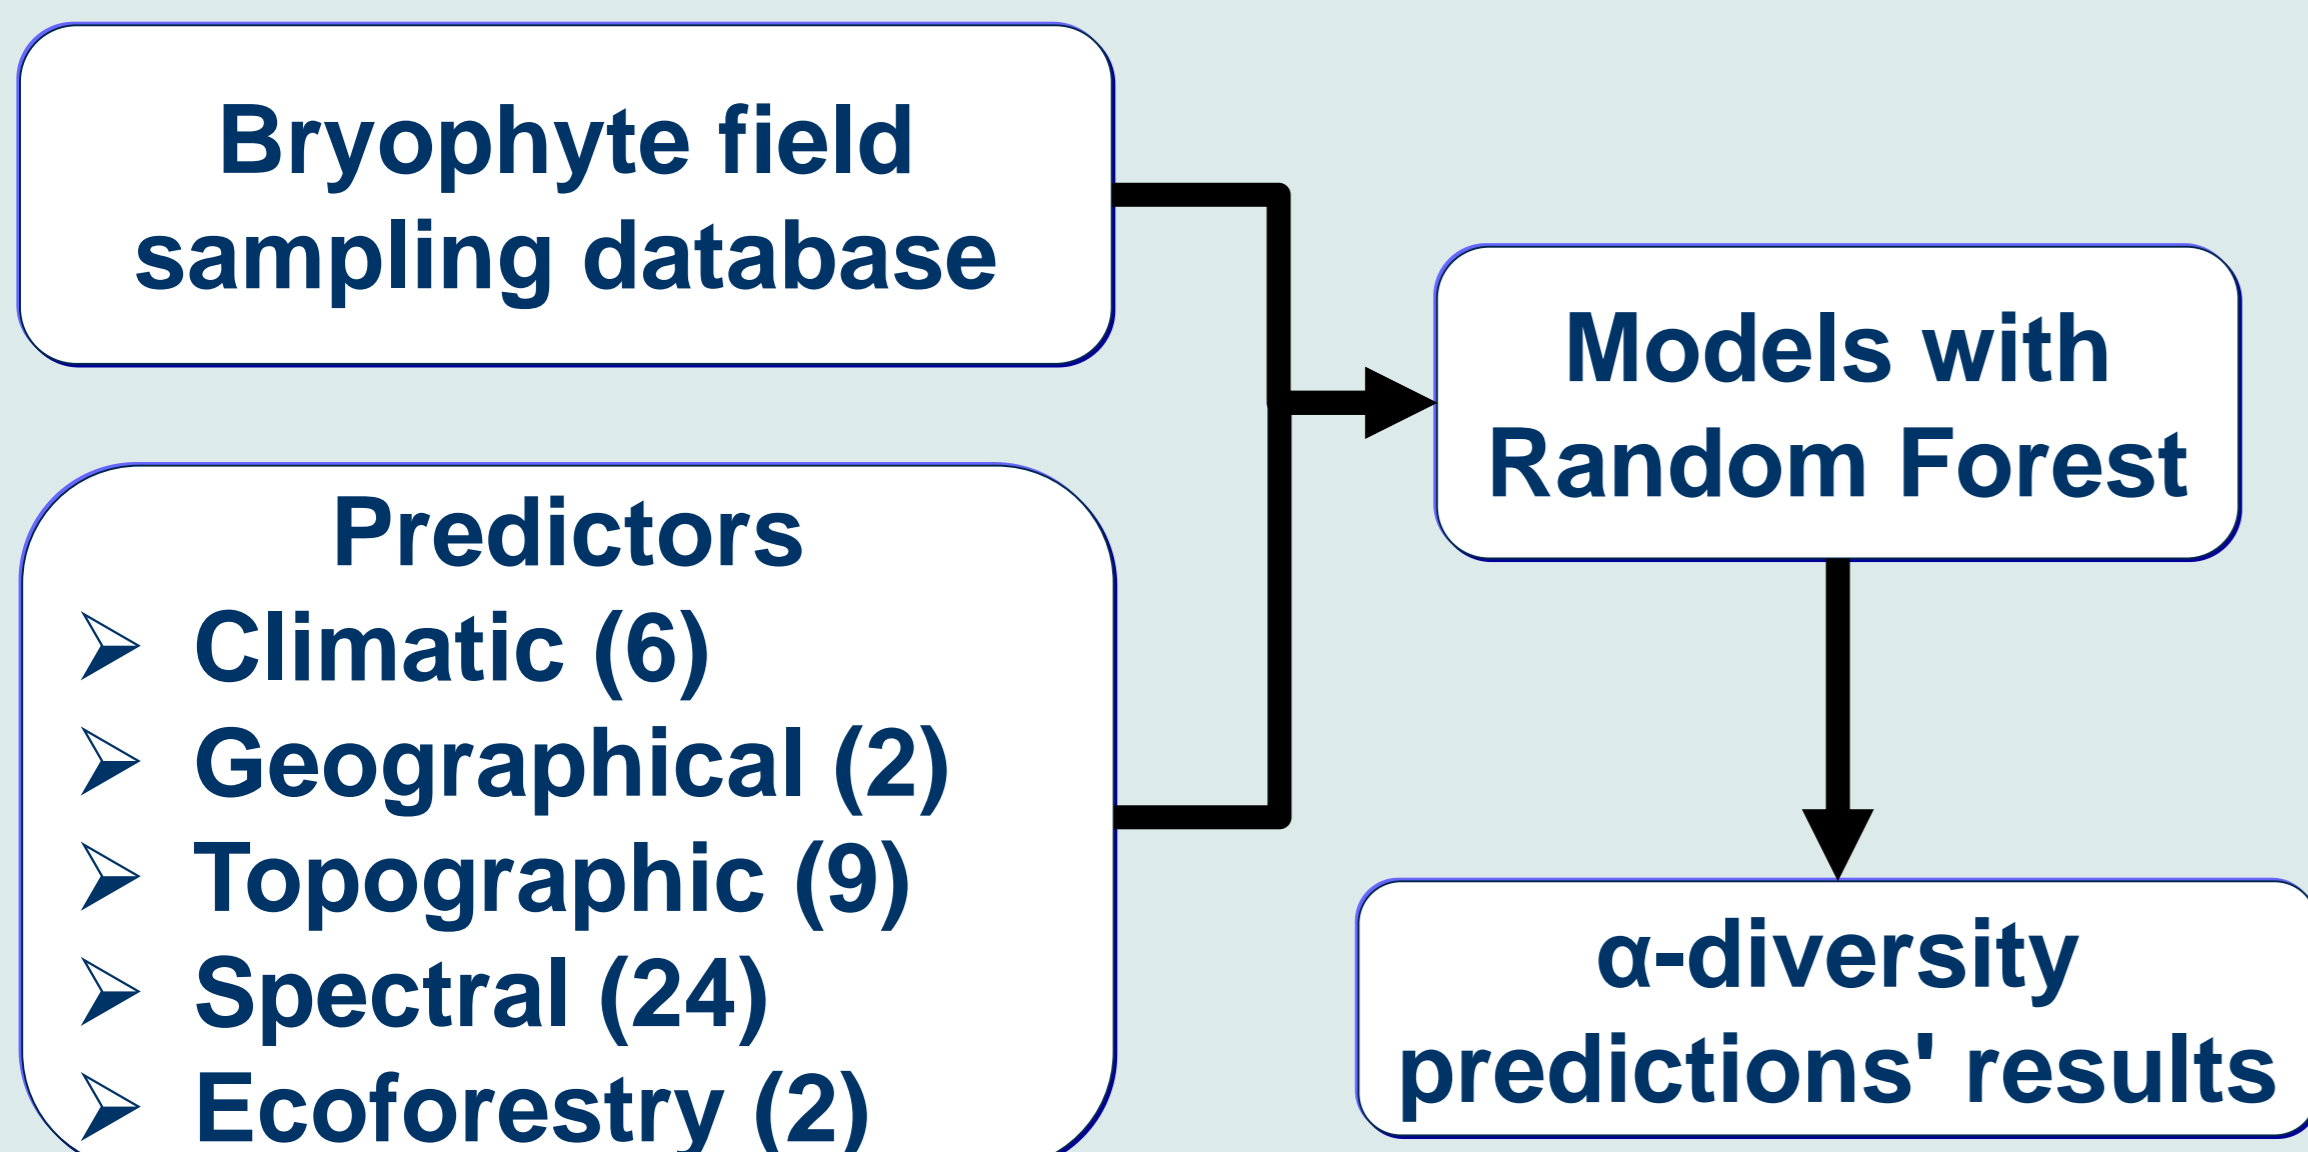 Bryophyte field
sampling database
Predictors
Climatic (6)
Geographical (2)
Topographic (9)
Spectral (24)
Ecoforestry (2)
Models with
Random Forest
α-diversity
predictions' results